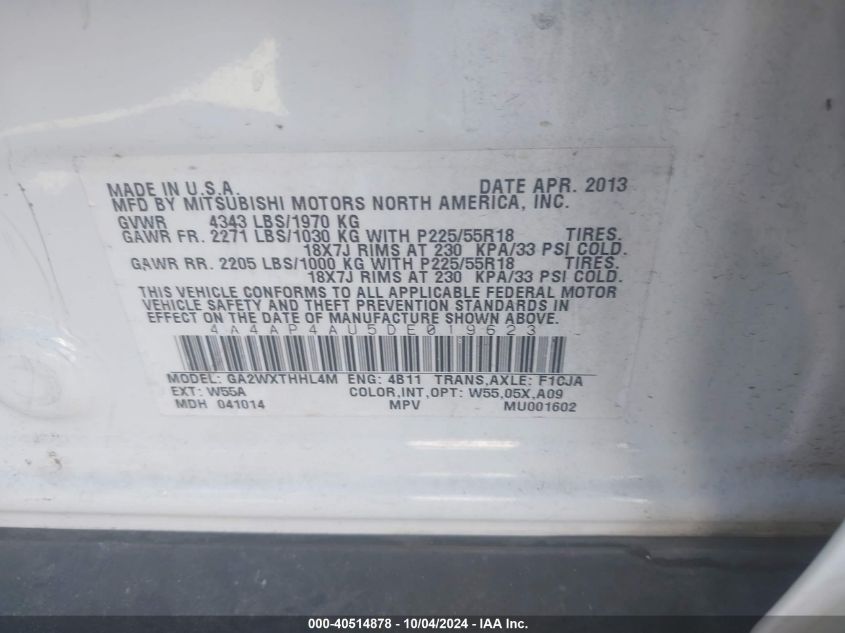 MADE IN U.S.A. DATE APR. 2013
MFD BY MITSUBISHI MOTORS NORTH AMERICA, INC.
GVWR 4343 LBS/1970 KG
GAWR FR. 2271 LBS/1030 KG WITH P225/55R18 TIRES.
18X7J RIMS AT 230 KPA/33 PSI COLD.
GAWR RR. 2205 LBS/1000 KG WITH P225/55R18 TIRES.
18X7J RIMS AT 230 KPA/33 PSI COLD.
THIS VEHICLE CONFORMS TO ALL APPLICABLE FEDERAL MOTOR
VEHICLE SAFETY AND THEFT PREVENTION STANDARDS IN
EFFECT ON THE DATE OF MANUFACTURE SHOWN ABOVE.
4A4AP4AU5DE019623
MODEL: GA2WXTHHL4M ENG: 4B11 TRANS,AXLE: F1CJA
EXT: W55A COLOR,INT,OPT: W55,05X,A09
MDH 041014 MPV MU001602
000-40514878 - 10/04/2024 - IAA Inc.